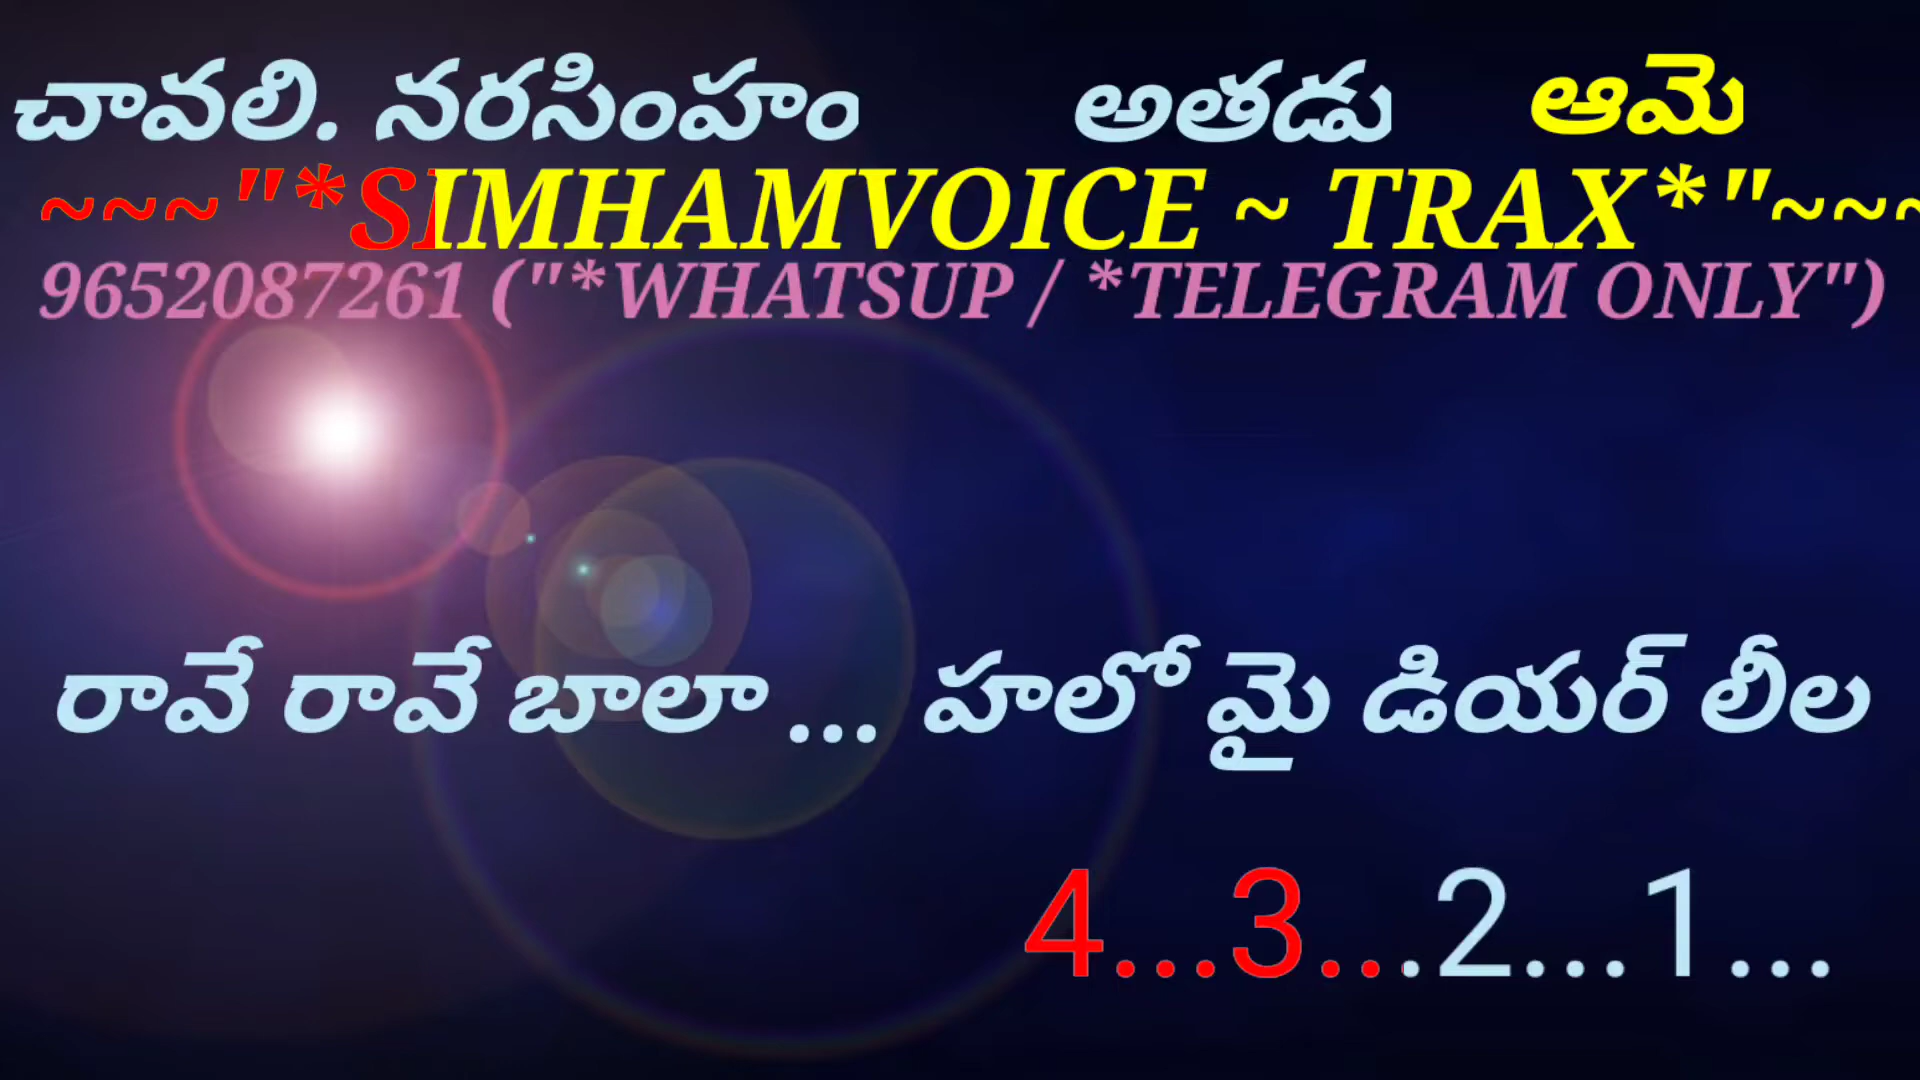 చావలి. నరసింహం అతడు ఆమె
~~~"*SIMHAMVOICE ~ TRAX*"~~~
9652087261 ("*WHATSUP / *TELEGRAM ONLY")
రావే రావే బాలా ... హలో మై డియర్ లీల
4...3...2...1...